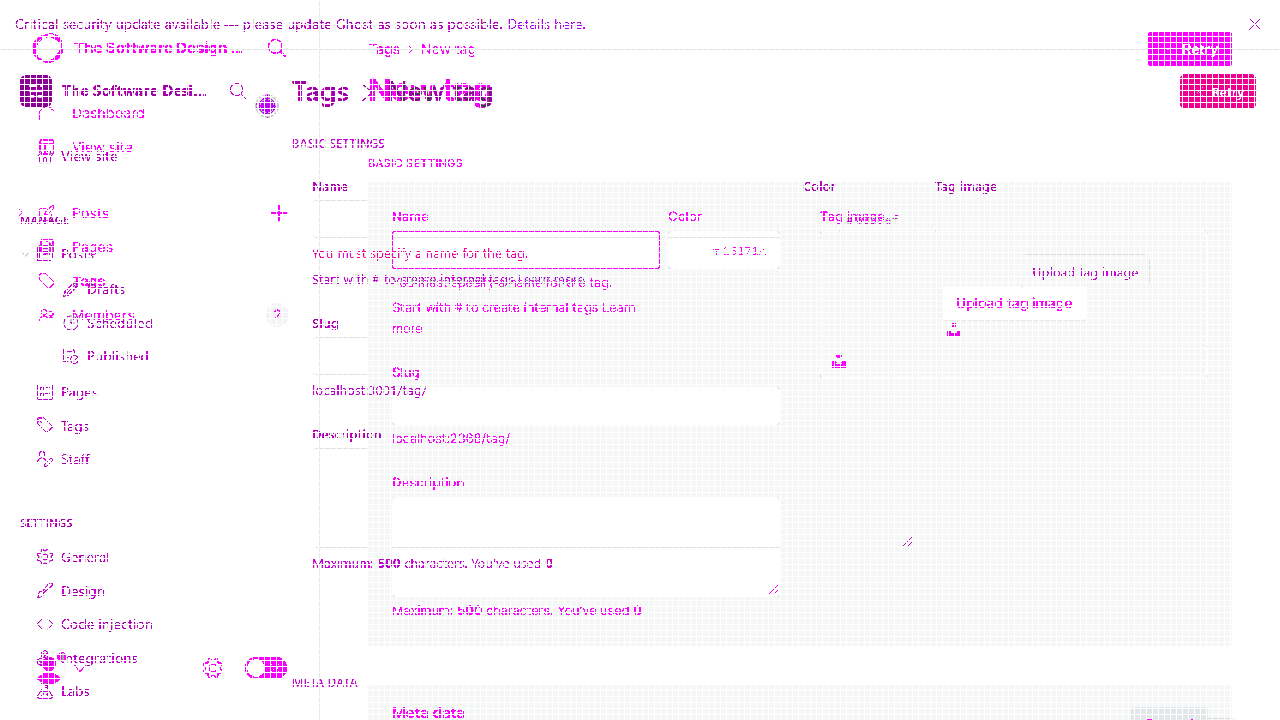 Critical security update available — please update Ghost as soon as possible. Details here.
The Software Design ...
Tags > New tag
Retry
The Software Desi....
Tags > New tag
Retry
Dashboard
View site
View site
BASIC SETTINGS
BASIC SETTINGS
Name
Color
Tag image
Posts
MANAGE
Name
Color
Tag image
Pages
Posts
You must specify a name for the tag.
Tags
Start with # to create internal tags Learn more
Upload tag image
You must specify a name for the tag.
Drafts
Upload tag image
Start with # to create internal tags Learn
more
Members
Scheduled
Slug
Published
Slug
Pages
localhost:3001/tag/
Tags
Description
localhost:2368/tag/
Staff
Description
SETTINGS
General
Maximum: 500 characters. You've used 0
Design
Maximum: 500 characters. You've used 0
Code injection
Integrations
META DATA
Labs
Meta data